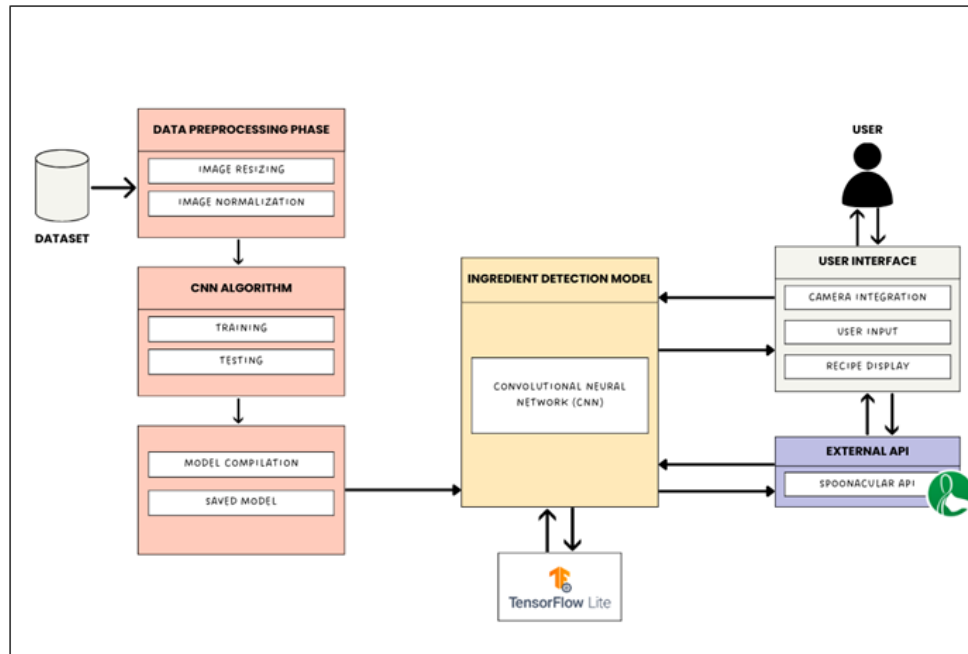 DATA PREPROCESSING PHASE
IMAGE RESIZING
IMAGE NORMALIZATION
DATASET
CNN ALGORITHM
TRAINING
TESTING
MODEL COMPILATION
SAVED MODEL
INGREDIENT DETECTION MODEL
CONVOLUTIONAL NEURAL
NETWORK (CNN)
TensorFlow Lite
USER
USER INTERFACE
CAMERA INTEGRATION
USER INPUT
RECIPE DISPLAY
EXTERNAL API
SPOONACULAR API